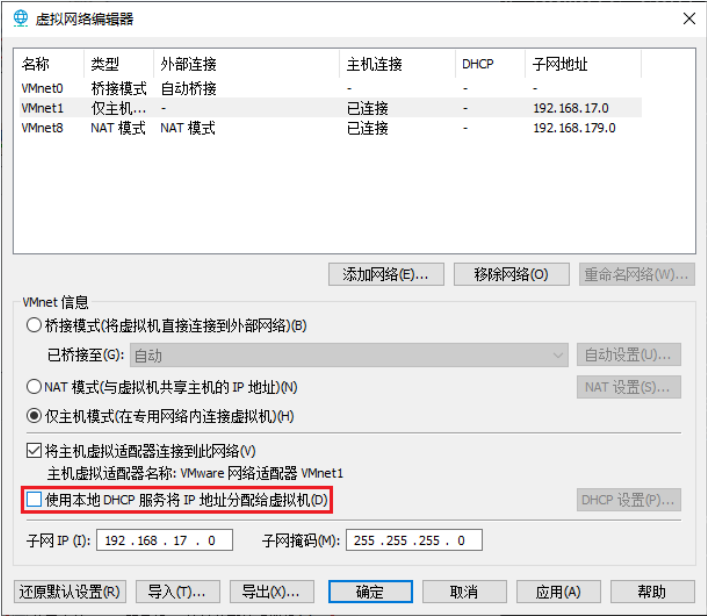 虚拟网络编辑器
名称 类型 外部连接 主机连接 DHCP 子网地址
VMnet0 桥接模式 自动桥接 - - -
VMnet1 仅主机... - 已连接 - 192.168.17.0
VMnet8 NAT 模式 NAT 模式 已连接 - 192.168.179.0
添加网络(E)... 移除网络(O) 重命名网络(W)...
VMnet 信息
桥接模式(将虚拟机直接连接到外部网络)(B)
已桥接至(G): 自动 自动设置(U)...
NAT 模式(与虚拟机共享主机的 IP 地址)(N) NAT 设置(S)...
仅主机模式(在专用网络内连接虚拟机)(H)
将主机虚拟适配器连接到此网络(V)
主机虚拟适配器名称: VMware 网络适配器 VMnet1
使用本地 DHCP 服务将 IP 地址分配给虚拟机(D) DHCP 设置(P)...
子网 IP (I): 192 . 168 . 17 . 0 子网掩码(M): 255 . 255 . 255 . 0
还原默认设置(R) 导入(T)... 导出(X)... 确定 取消 应用(A) 帮助